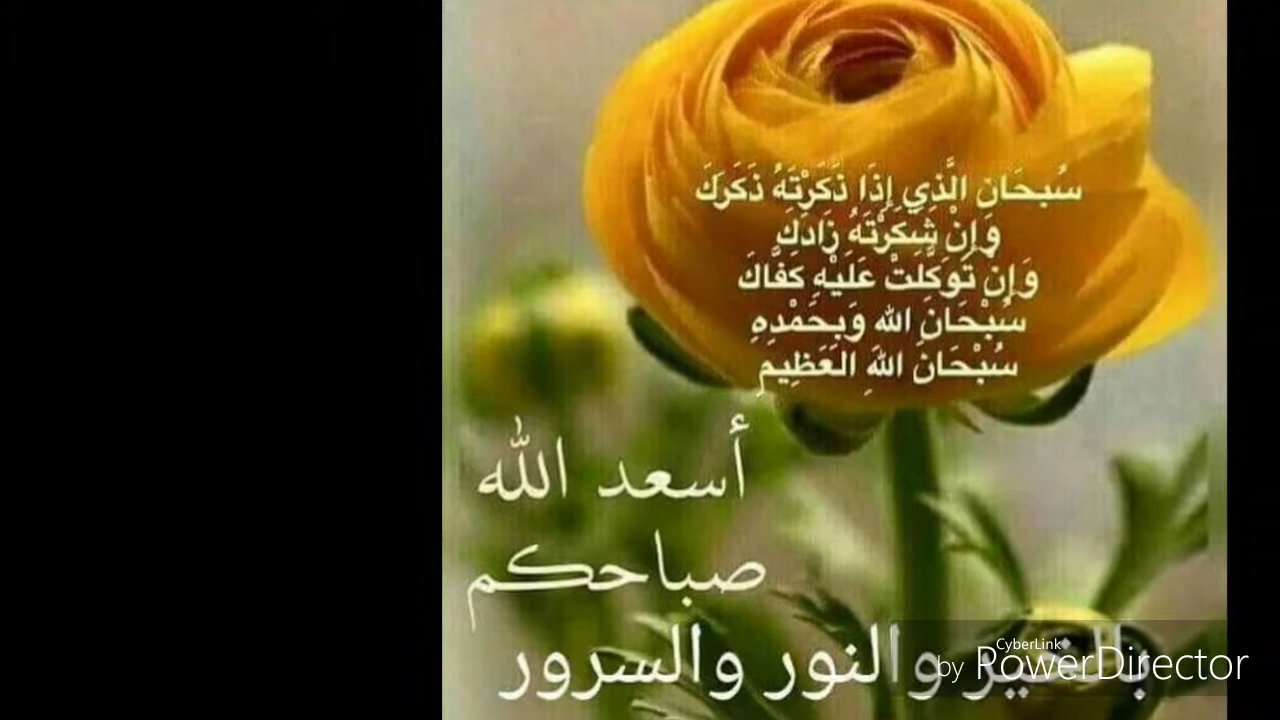 سُبحَان الَّذِي إِذَا ذَكَرْتَهُ ذَكَرَكَ
وَإِنْ شَكَرْتَهُ زَادَكَ
وَإِنْ تَوَكَّلتْ عَلَيْهِ كَفَّاكَ
سُبْحَانَ الله وَبِحَمْدِهِ
سُبْحَانَ اللهِ العَظِيمِ
أسعد الله
صباحكم
بالخير والنور والسرور
CyberLink
by PowerDirector